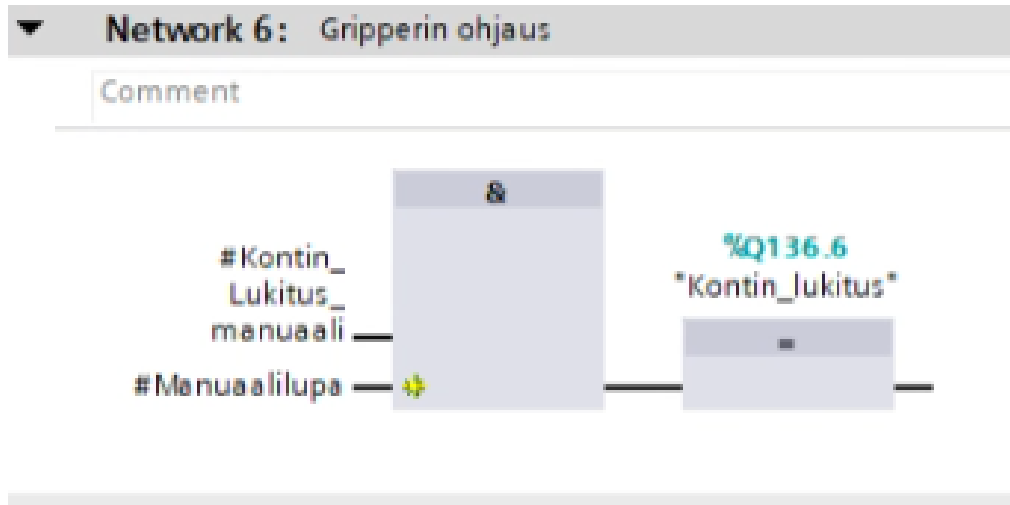 Network 6: Gripperin ohjaus
Comment
&
#Kontin_
Lukitus_
manuaali
#Manuaalilupa
%Q136.6
"Kontin_lukitus"
=